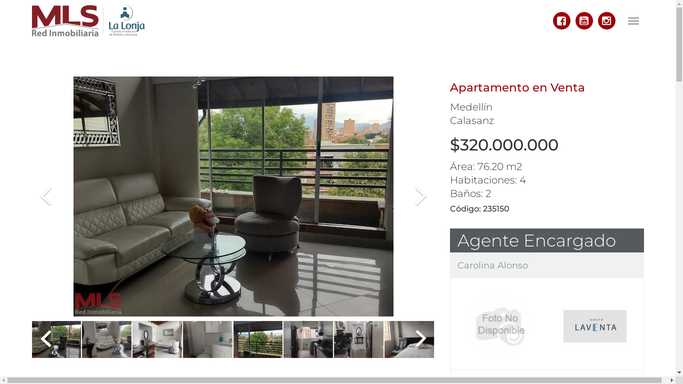 MLS
Red Inmobiliaria
La Lonja
Apartamento en Venta
Medellín
Calasanz
$320.000.000
Área: 76.20 m2
Habitaciones: 4
Baños: 2
Código: 235150
Agente Encargado
Carolina Alonso
Foto No
Disponible
LAVENTA
MLS
Red Inmobiliaria